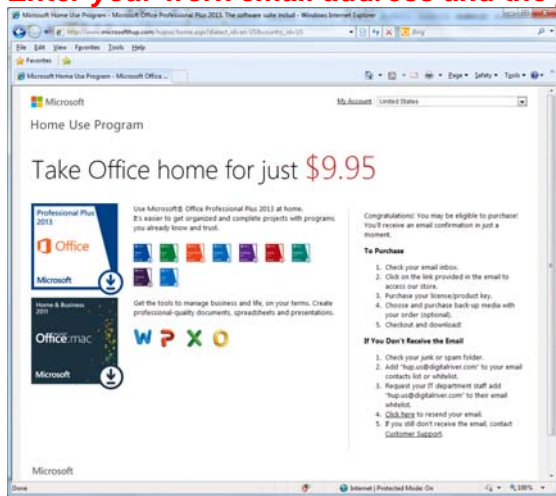 Enter your work email address and the
Microsoft Home Use Program - Microsoft Office Professional Plus 2013. The software suite includ - Windows Internet Explorer
File Edit View Favorites Tools Help
Favorites
Microsoft Home Use Program - Microsoft Office ...
Page Safety Tools
Microsoft
My Account United States
Home Use Program
Take Office home for just $9.95
Professional Plus
2013
Office
Microsoft
Use Microsoft® Office Professional Plus 2013 at home.
It's easier to get organized and complete projects with programs
you already know and trust.
Home & Business
2011
Office:mac
Microsoft
Get the tools to manage business and life, on your terms. Create
professional-quality documents, spreadsheets and presentations.
W P X O
Congratulations! You may be eligible to purchase!
You'll receive an email confirmation in just a
moment.
To Purchase
1. Check your email inbox.
2. Click on the link provided in the email to
access our store.
3. Purchase your license/product key.
4. Choose and purchase back-up media with
your order (optional).
5. Checkout and download!
If You Don't Receive the Email
1. Check your junk or spam folder.
2. Add "hup.us@digitalriver.com" to your email
contacts list or whitelist.
3. Request your IT department staff add
"hup.us@digitalriver.com" to their email
whitelist.
4. Click here to resend your email.
5. If you still don't receive the email, contact
Customer Support.
Microsoft
Done
Internet | Protected Mode: On
100%